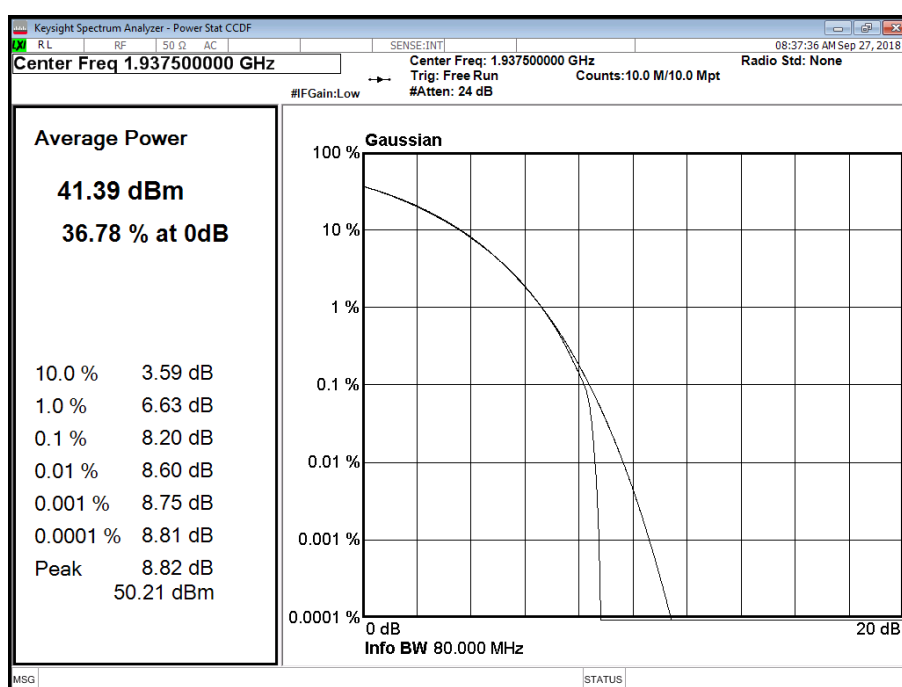 Keysight Spectrum Analyzer - Power Stat CCDF
LXI RL RF 50 Ω AC SENSE:INT 08:37:36 AM Sep 27, 2018
Center Freq 1.937500000 GHz
Center Freq: 1.937500000 GHz Radio Std: None
Trig: Free Run Counts:10.0 M/10.0 Mpt
#IFGain:Low #Atten: 24 dB
Average Power
41.39 dBm
36.78 % at 0dB
10.0 % 3.59 dB
1.0 % 6.63 dB
0.1 % 8.20 dB
0.01 % 8.60 dB
0.001 % 8.75 dB
0.0001 % 8.81 dB
Peak 8.82 dB
50.21 dBm
Gaussian
100 %
10 %
1 %
0.1 %
0.01 %
0.001 %
0.0001 %
0 dB 20 dB
Info BW 80.000 MHz
MSG STATUS